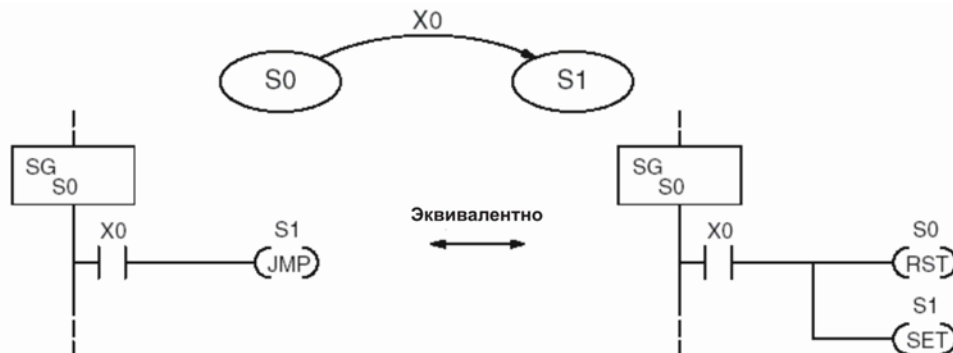 X0
S0 S1
SG
S0
X0 S1
JMP
Эквивалентно
SG
S0
X0 S0
RST
S1
SET